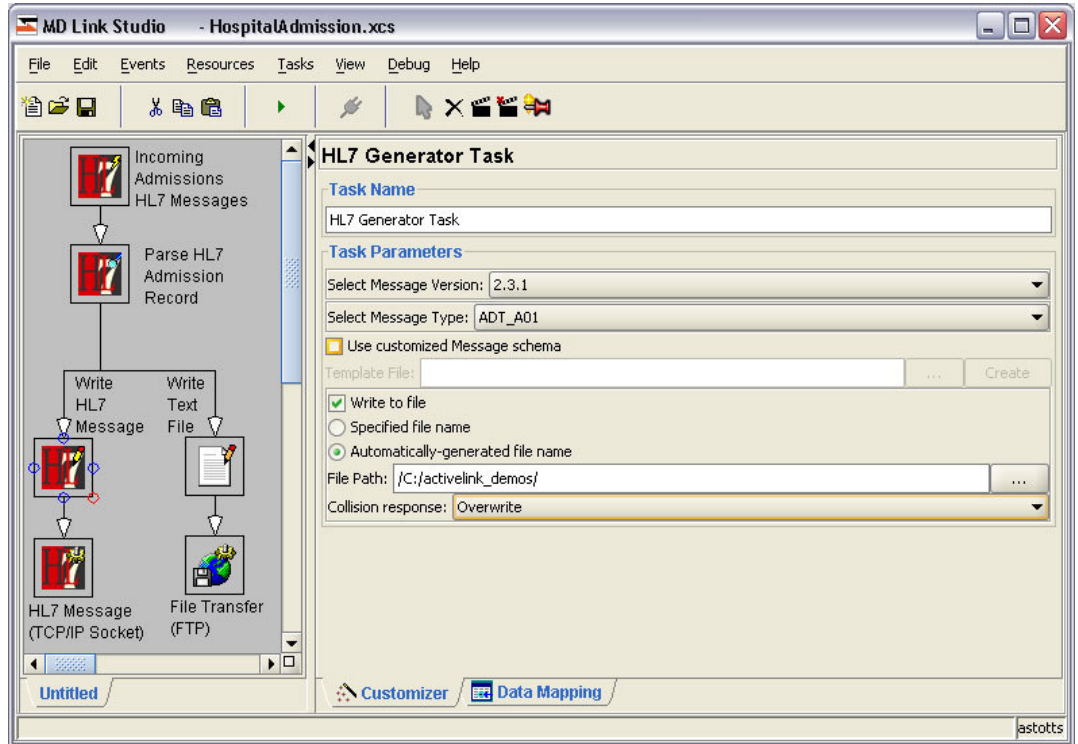 MD Link Studio - HospitalAdmission.xcs
File Edit Events Resources Tasks View Debug Help
Incoming
Admissions
HL7 Messages
Parse HL7
Admission
Record
Write
HL7
Message
Write
Text
File
HL7 Message
(TCP/IP Socket)
File Transfer
(FTP)
Untitled
HL7 Generator Task
Task Name
HL7 Generator Task
Task Parameters
Select Message Version: 2.3.1
Select Message Type: ADT_A01
Use customized Message schema
Template File: ... Create
Write to file
Specified file name
Automatically-generated file name
File Path: /C:/activelink_demos/ ...
Collision response: Overwrite
Customizer Data Mapping
astotts